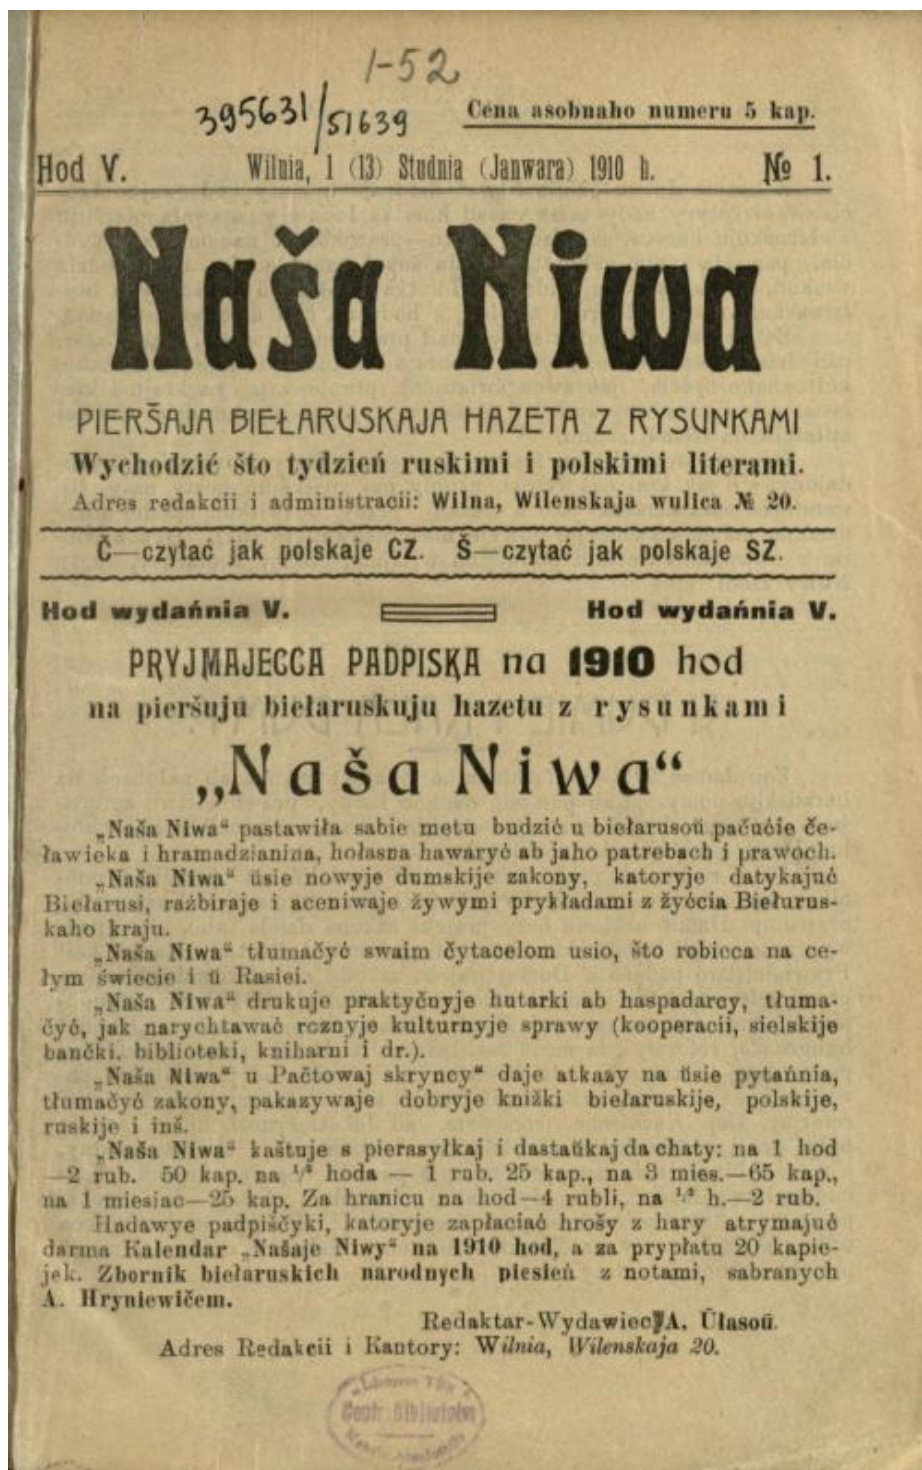 1-52
395631/51639
Cena asobnaho numeru 5 kap.
Hod V. Wilnia, 1 (13) Studnia (Janwara) 1910 h. № 1.
Naša Niwa
PIERŠAJA BIEŁARUSKAJA HAZETA Z RYSUNKAMI
Wychodzić što tydzień ruskimi i polskimi literami.
Adres redakcii i administracii: Wilna, Wilenskaja wulica № 20.
Č—czytać jak polskaje CZ. Š—czytać jak polskaje SZ.
Hod wydańnia V. Hod wydańnia V.
PRYJMAJECCA PADPISKA na 1910 hod
na pieršuju biełaruskuju hazetu z rysunkami
„Naša Niwa“
„Naša Niwa“ pastawiła sabie metu budzić u biełarusoŭ pačućie če-
ławieka i hramadzianina, hołasna hawaryć ab jaho patrebach i prawoch.
„Naša Niwa“ ŭsie nowyje dumskije zakony, katoryje datykajuć
Biełarusi, raźbiraje i aceniwaje žywymi prykładami z žyćcia Biełurus-
kaho kraju.
„Naša Niwa“ tłumačyć swaim čytacelom usio, što robicca na ce-
łym świecie i ŭ Rasiei.
„Naša Niwa“ drukuje praktyčnyje hutarki ab haspadarcy, tłuma-
čyć, jak narychtawać roznyje kulturnyje sprawy (kooperacii, sielskije
bančki, biblioteki, kniharni i dr.).
„Naša Niwa“ u Pačtowaj skryncy“ daje atkazy na ŭsie pytańnia,
tłumačyć zakony, pakazywaje dobryje knižki biełaruskije, polskije,
ruskije i inš.
„Naša Niwa“ kaštuje s pierasyłkaj i dastaŭkaj da chaty: na 1 hod
—2 rub. 50 kap. na ½ hoda — 1 rub. 25 kap., na 3 mies.—65 kap.,
na 1 miesiac—25 kap. Za hranicu na hod—4 rubli, na ½ h.—2 rub.
Hadawye padpiščyki, katoryje zapłaciać hrošy z hary atrymajuć
darma Kalendar „Našaje Niwy“ na 1910 hod, a za prypłatu 20 kapie-
jek. Zbornik biełaruskich narodnych piesień z notami, sabranych
A. Hryniewičem.
Redaktar-Wydawiec A. Ŭłasoŭ.
Adres Redakcii i Kantory: Wilnia, Wilenskaja 20.